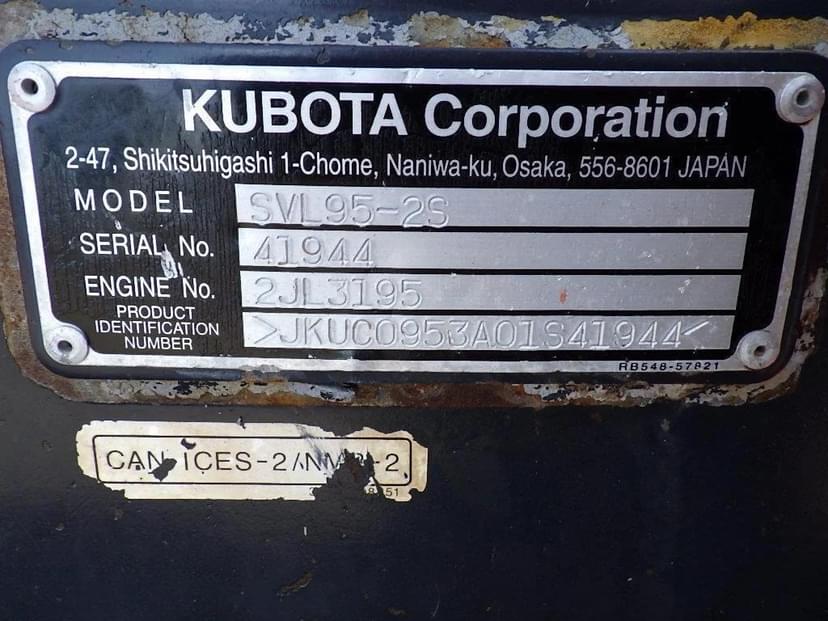 KUBOTA Corporation
2-47, Shikitsuhigashi 1-Chome, Naniwa-ku, Osaka, 556-8601 JAPAN
MODEL SVL95-2S
SERIAL No. 41944
ENGINE No. 2JL3195
PRODUCT
IDENTIFICATION
NUMBER >JKUC0953A01S41944<
RB548-57821
CAN ICES-2